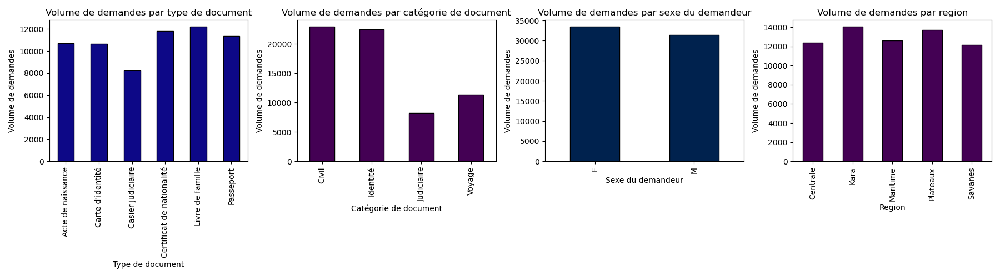 Volume de demandes par type de document
Volume de demandes
12000
10000
8000
6000
4000
2000
0
Acte de naissance
Carte d'identité
Casier judiciaire
Certificat de nationalité
Livre de famille
Passeport
Type de document
Volume de demandes par catégorie de document
Volume de demandes
20000
15000
10000
5000
0
Civil
Identité
Judiciaire
Voyage
Catégorie de document
Volume de demandes par sexe du demandeur
Volume de demandes
35000
30000
25000
20000
15000
10000
5000
0
F
M
Sexe du demandeur
Volume de demandes par region
Volume de demandes
14000
12000
10000
8000
6000
4000
2000
0
Centrale
Kara
Maritime
Plateaux
Savanes
Region